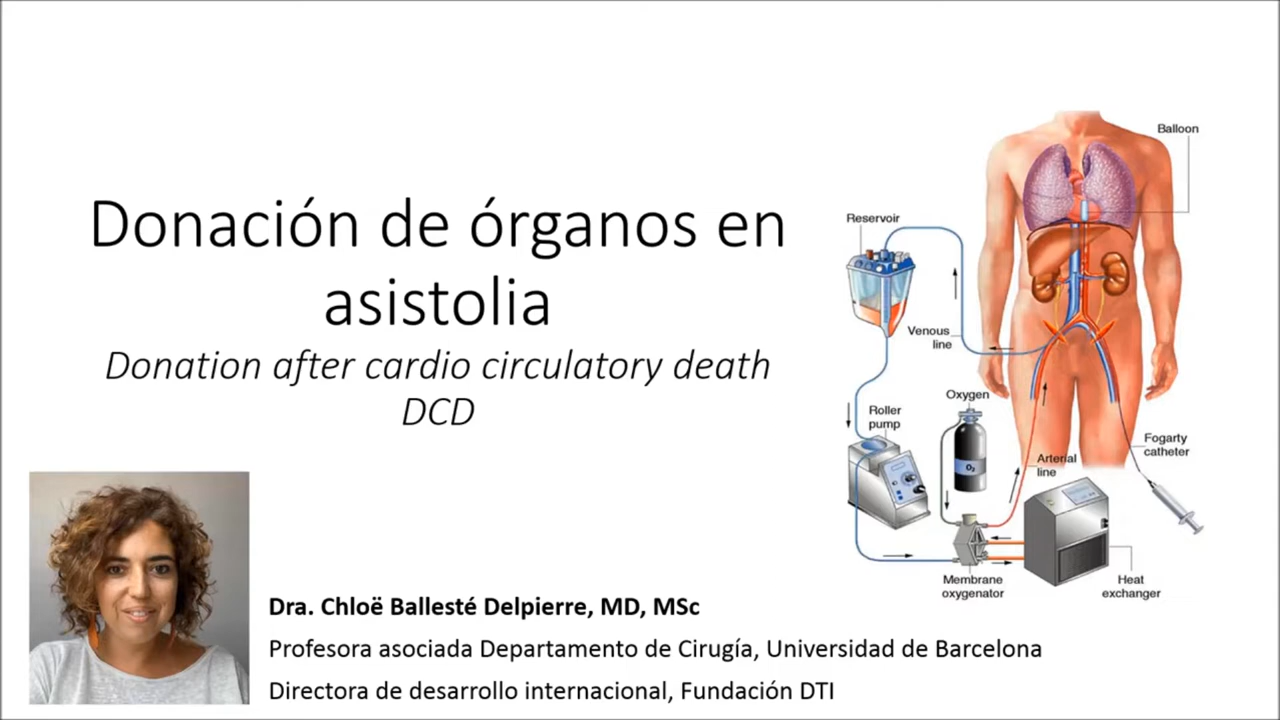 Donación de órganos en
asistolia
Donation after cardio circulatory death
DCD
Balloon
Reservoir
Venous
line
Oxygen
Roller
pump
O₂
Arterial
line
Fogarty
catheter
Membrane
oxygenator
Heat
exchanger
Dra. Chloë Ballesté Delpierre, MD, MSc
Profesora asociada Departamento de Cirugía, Universidad de Barcelona
Directora de desarrollo internacional, Fundación DTI